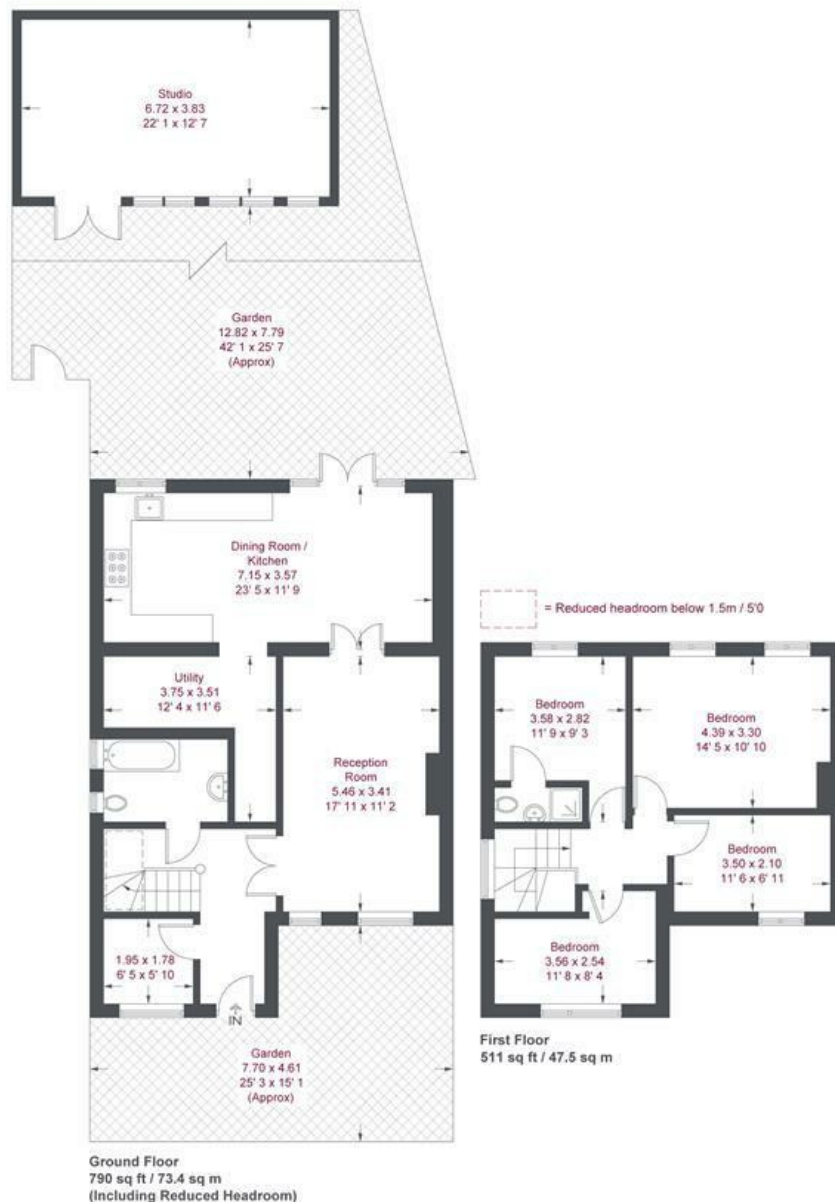 Studio
6.72 x 3.83
22' 1 x 12' 7
Garden
12.82 x 7.79
42' 1 x 25' 7
(Approx)
Dining Room /
Kitchen
7.15 x 3.57
23' 5 x 11' 9
Utility
3.75 x 3.51
12' 4 x 11' 6
Reception
Room
5.46 x 3.41
17' 11 x 11' 2
1.95 x 1.78
6' 5 x 5' 10
IN
Garden
7.70 x 4.61
25' 3 x 15' 1
(Approx)
Ground Floor
790 sq ft / 73.4 sq m
(Including Reduced Headroom)
= Reduced headroom below 1.5m / 5'0
Bedroom
3.58 x 2.82
11' 9 x 9' 3
Bedroom
4.39 x 3.30
14' 5 x 10' 10
Bedroom
3.50 x 2.10
11' 6 x 6' 11
Bedroom
3.56 x 2.54
11' 8 x 8' 4
First Floor
511 sq ft / 47.5 sq m